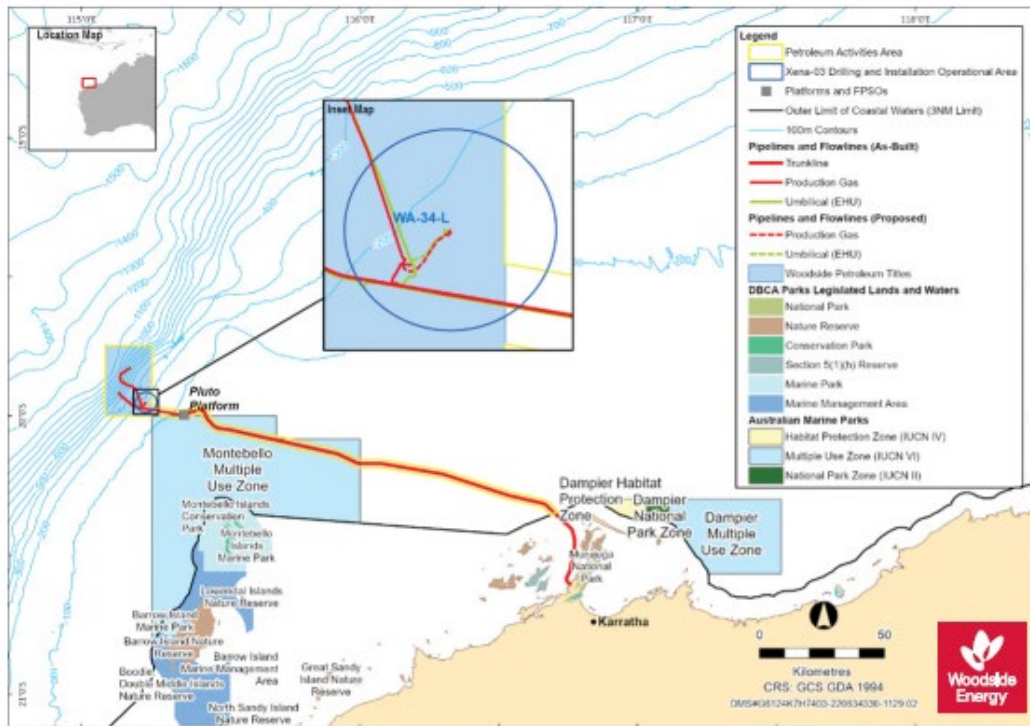 115°0'E
116°0'E
117°0'E
118°0'E
Location Map
Inset Map
WA-34-L
Legend
Petroleum Activities Area
Xena-03 Drilling and Installation Operational Area
Platforms and FPSOs
Outer Limit of Coastal Waters (3NM Limit)
100m Contours
Pipelines and Flowlines (As-Built)
Trunkline
Production Gas
Umbilical (EHU)
Pipelines and Flowlines (Proposed)
Production Gas
Umbilical (EHU)
Woodside Petroleum Titles
DBCA Parks Legislated Lands and Waters
National Park
Nature Reserve
Conservation Park
Section 5(1)(h) Reserve
Marine Park
Marine Management Area
Australian Marine Parks
Habitat Protection Zone (IUCN IV)
Multiple Use Zone (IUCN VI)
National Park Zone (IUCN II)
20°0'S
21°0'S
Pluto
Platform
Montebello
Multiple
Use Zone
Montebello Islands
Conservation
Park
Montebello
Islands
Marine Park
Dampier Habitat
Protection
Zone
Dampier
National
Park Zone
Dampier
Multiple
Use Zone
Murujuga
National
Park
Lowendal Islands
Nature Reserve
Barrow Island
Marine Park
Barrow Island Nature
Reserve
Barrow Island
Marine Management
Area
Boodie
Double Middle Islands
Nature Reserve
Great Sandy
Island Nature
Reserve
North Sandy Island
Nature Reserve
Karratha
0
50
Kilometres
CRS: GCS GDA 1994
Woodside
Energy